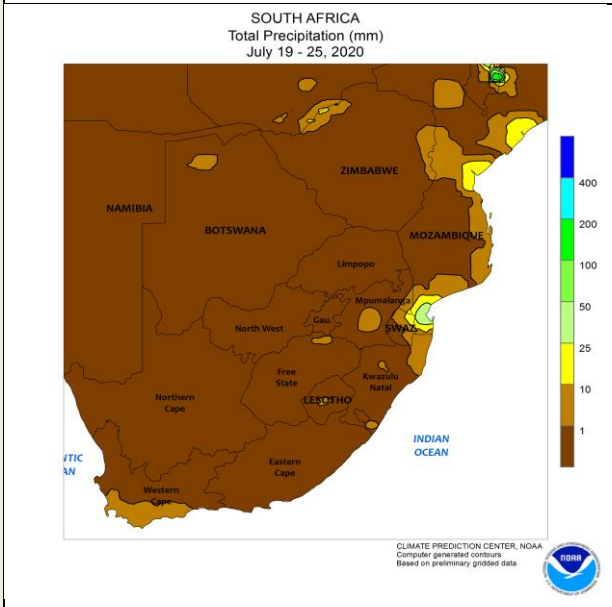 SOUTH AFRICA
Total Precipitation (mm)
July 19 - 25, 2020
ZIMBABWE
NAMIBIA
BOTSWANA
MOZAMBIQUE
Limpopo
Mpumalanga
Gau.
North West
SWAZ.
Free
State
Kwazulu
Natal
Northern
Cape
LESOTHO
INDIAN
OCEAN
NTIC
AN
Eastern
Cape
Western
Cape
400
200
100
50
25
10
1
CLIMATE PREDICTION CENTER, NOAA
Computer generated contours
Based on preliminary gridded data
NOAA